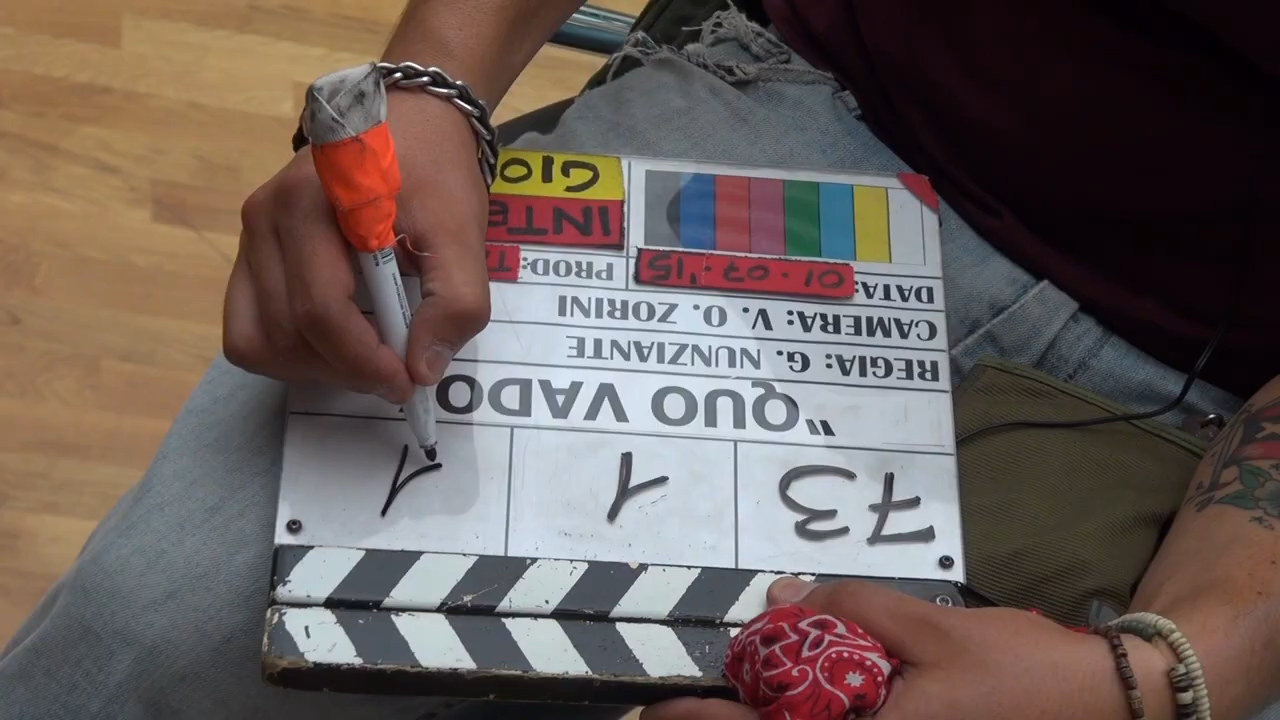 73 1 1
"QUO VADO
REGIA: G. NUNZIANTE
CAMERA: V. O. ZORINI
DATA: 01·07·'15 PROD:
INTE
GIO